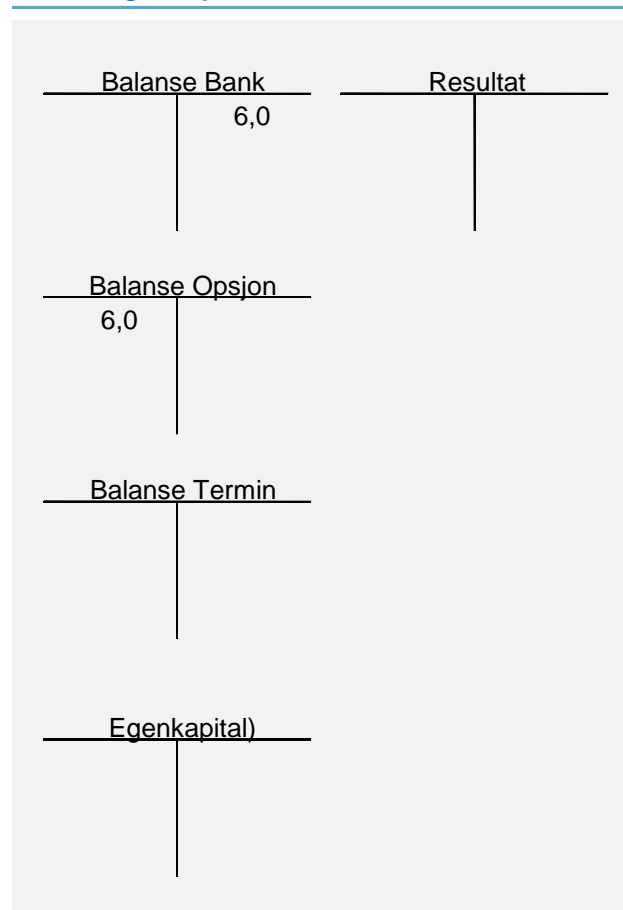 Balanse Bank Resultat
6,0
Balanse Opsjon
6,0
Balanse Termin
Egenkapital)